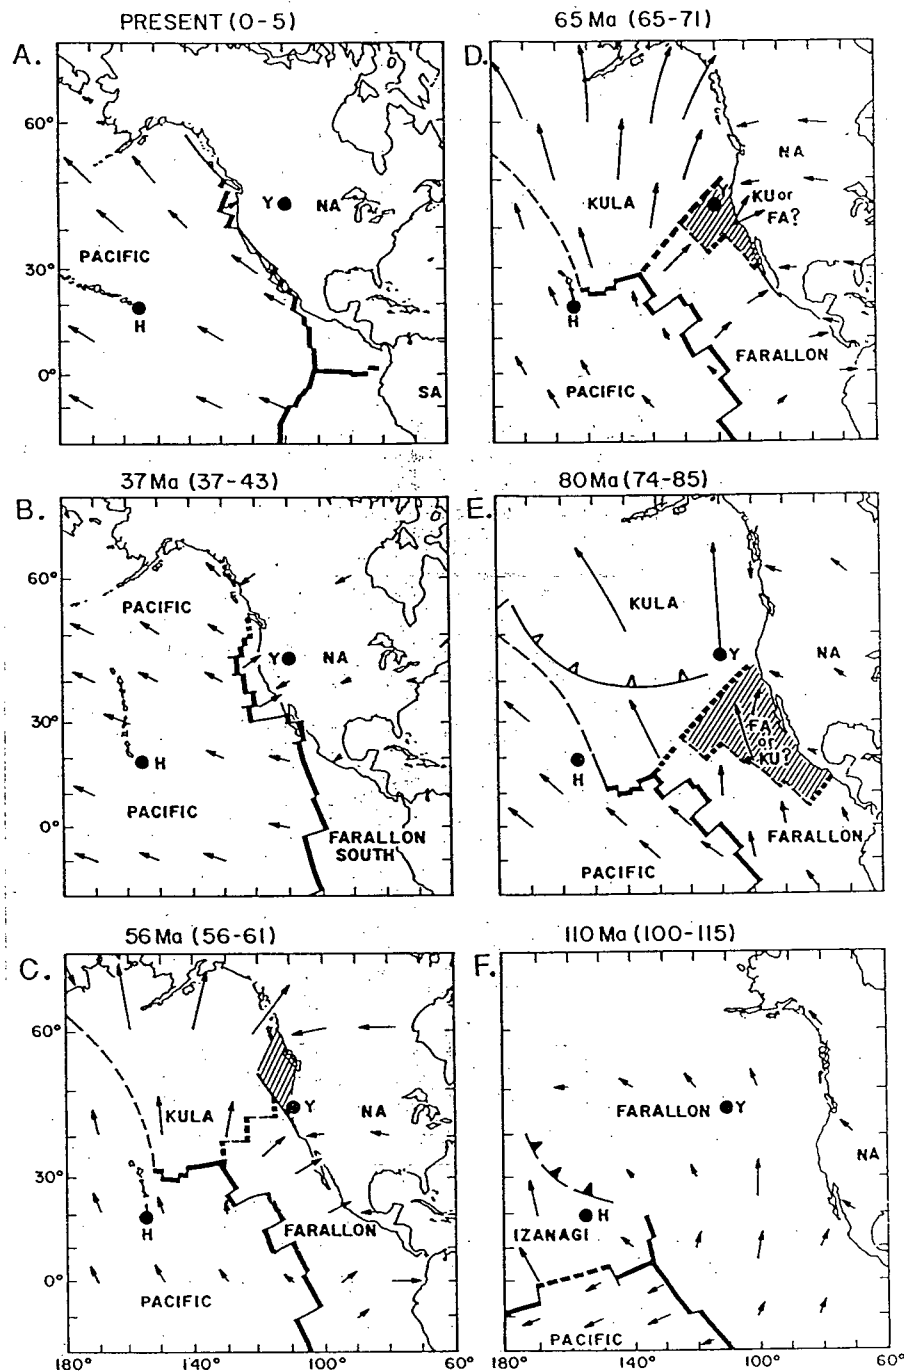 PRESENT (0-5)
A.
60°
30°
0°
PACIFIC
H
Y
NA
SA
37 Ma (37-43)
B.
60°
30°
0°
PACIFIC
Y
NA
H
PACIFIC
FARALLON
SOUTH
56 Ma (56-61)
C.
60°
30°
0°
KULA
Y
NA
H
FARALLON
PACIFIC
180°
140°
100°
60°
65 Ma (65-71)
D.
NA
KULA
KU or
FA?
H
FARALLON
PACIFIC
80 Ma (74-85)
E.
KULA
Y
NA
FA
or
KU?
H
FARALLON
PACIFIC
110 Ma (100-115)
F.
FARALLON
Y
NA
H
IZANAGI
PACIFIC
180°
140°
100°
60°